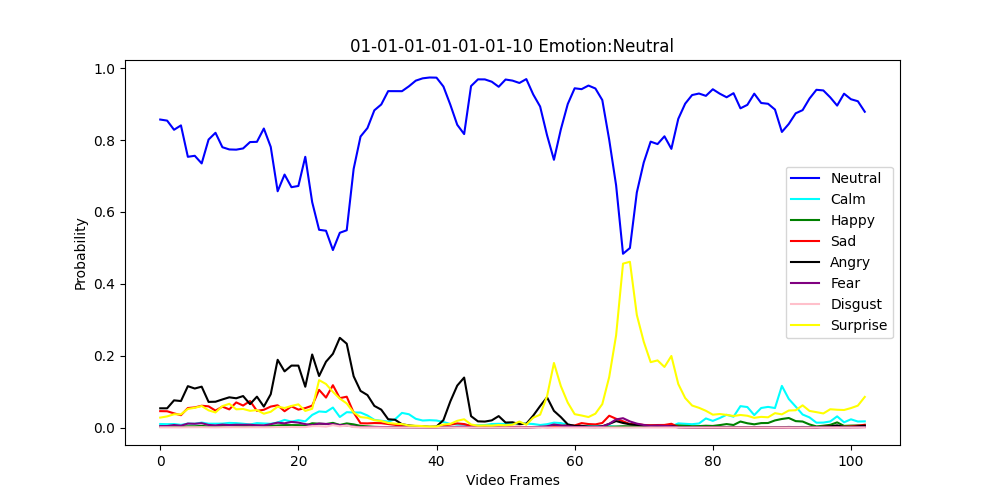 01-01-01-01-01-01-10 Emotion:Neutral
Probability
1.0
0.8
0.6
0.4
0.2
0.0
0
20
40
60
80
100
Video Frames
Neutral
Calm
Happy
Sad
Angry
Fear
Disgust
Surprise